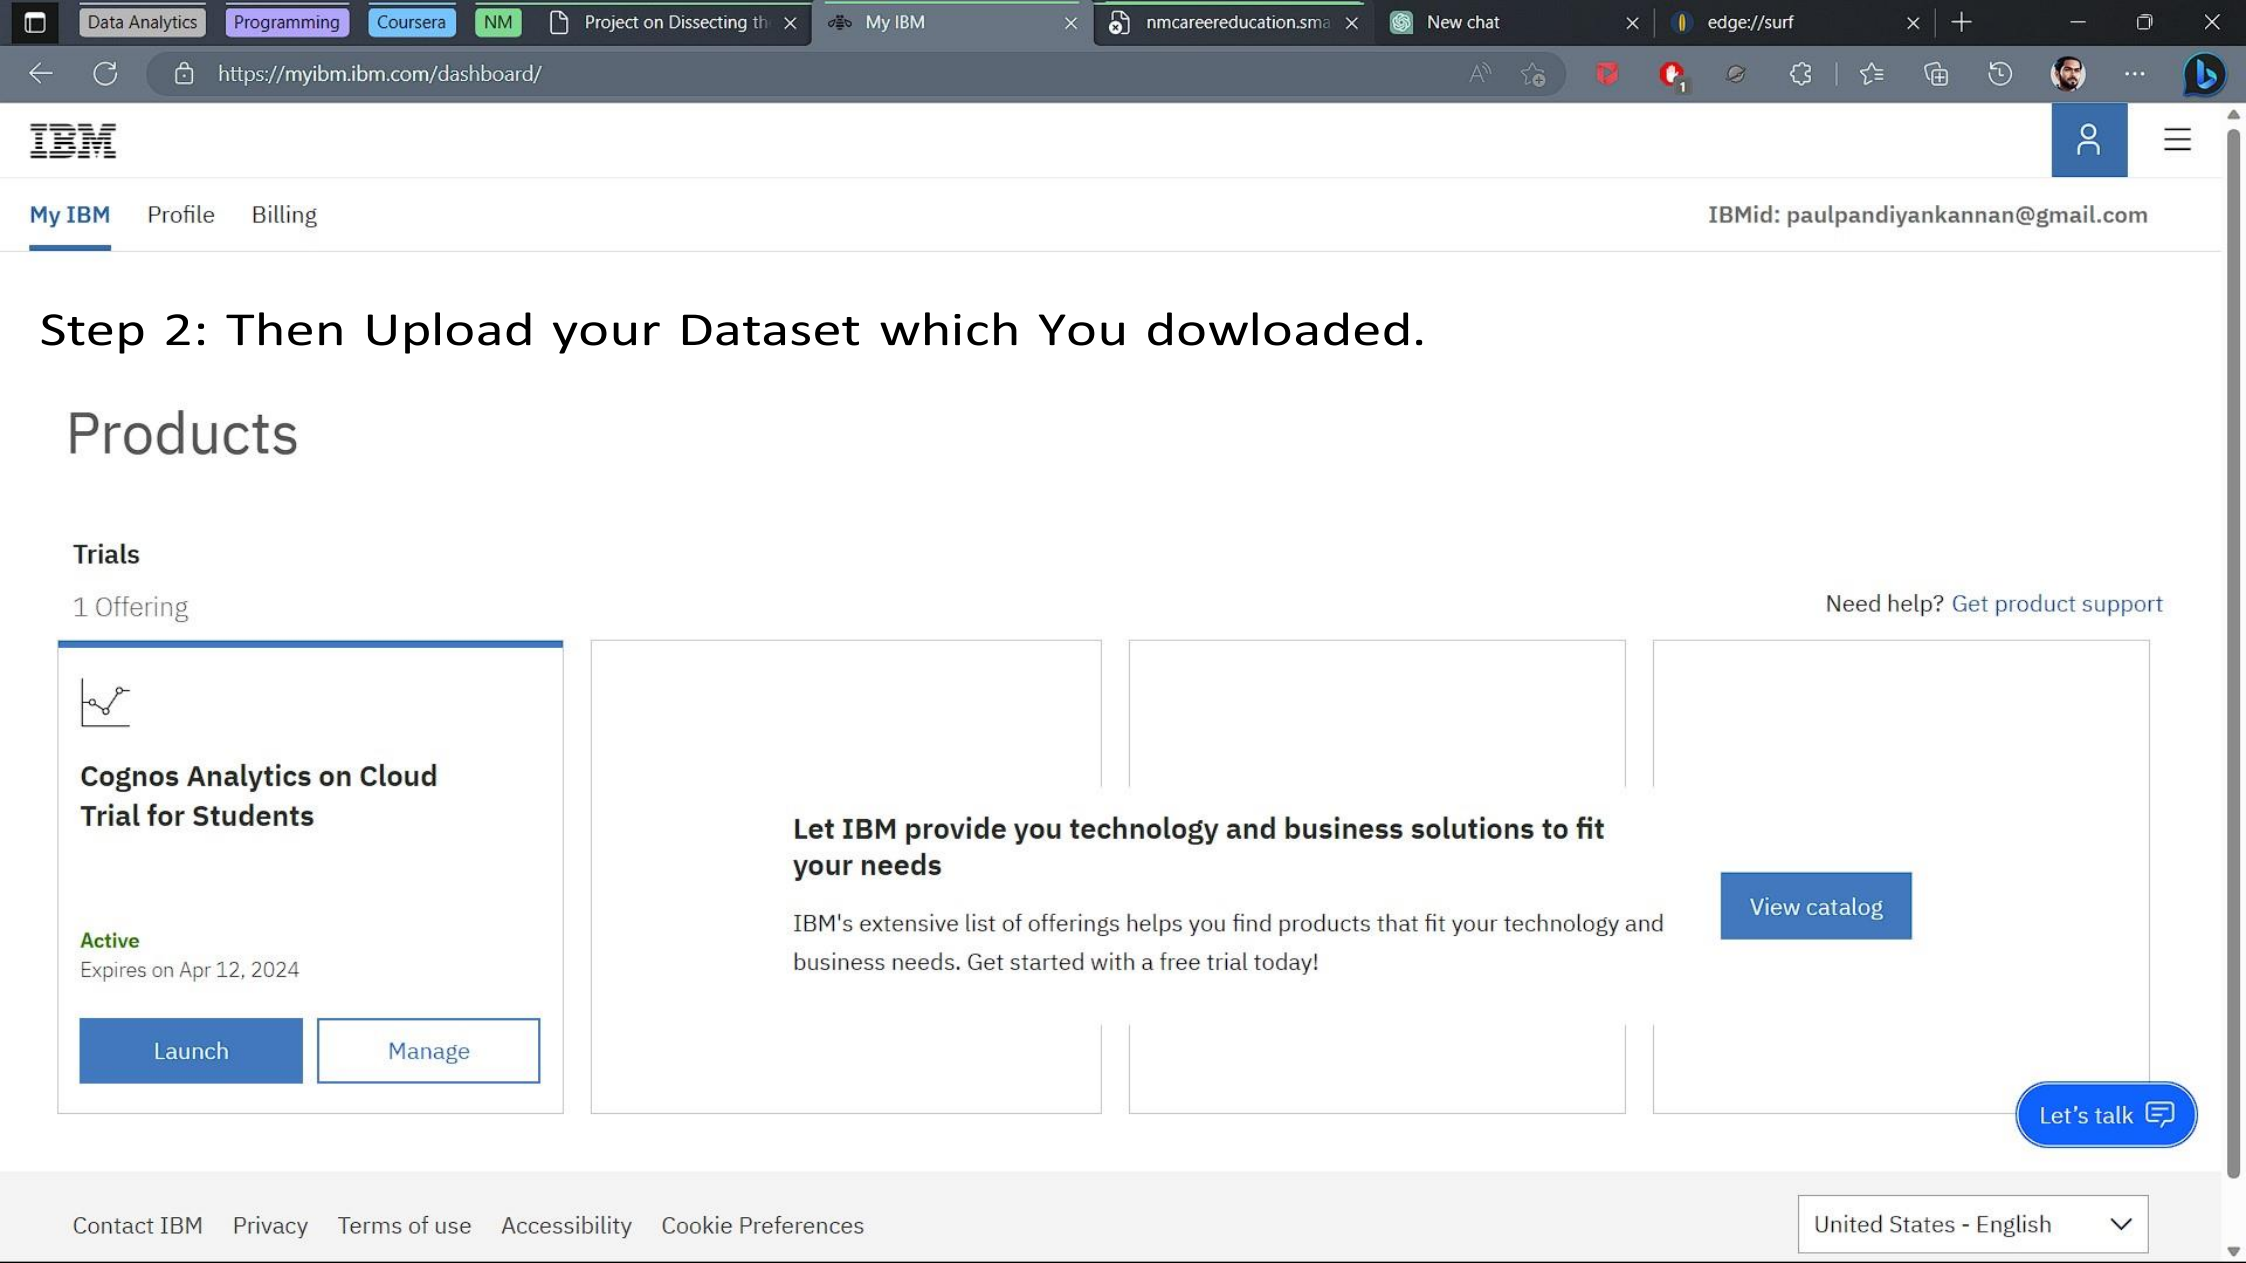 Data Analytics Programming Coursera NM Project on Dissecting th My IBM nmcareereducation.sma New chat edge://surf
https://myibm.ibm.com/dashboard/
1
IBM
My IBM Profile Billing IBMid: paulpandiyankannan@gmail.com
Step 2: Then Upload your Dataset which You dowloaded.
Products
Trials
1 Offering
Need help? Get product support
Cognos Analytics on Cloud
Trial for Students
Active
Expires on Apr 12, 2024
Launch Manage
Let IBM provide you technology and business solutions to fit
your needs
IBM's extensive list of offerings helps you find products that fit your technology and
business needs. Get started with a free trial today!
View catalog
Let's talk
Contact IBM Privacy Terms of use Accessibility Cookie Preferences
United States - English